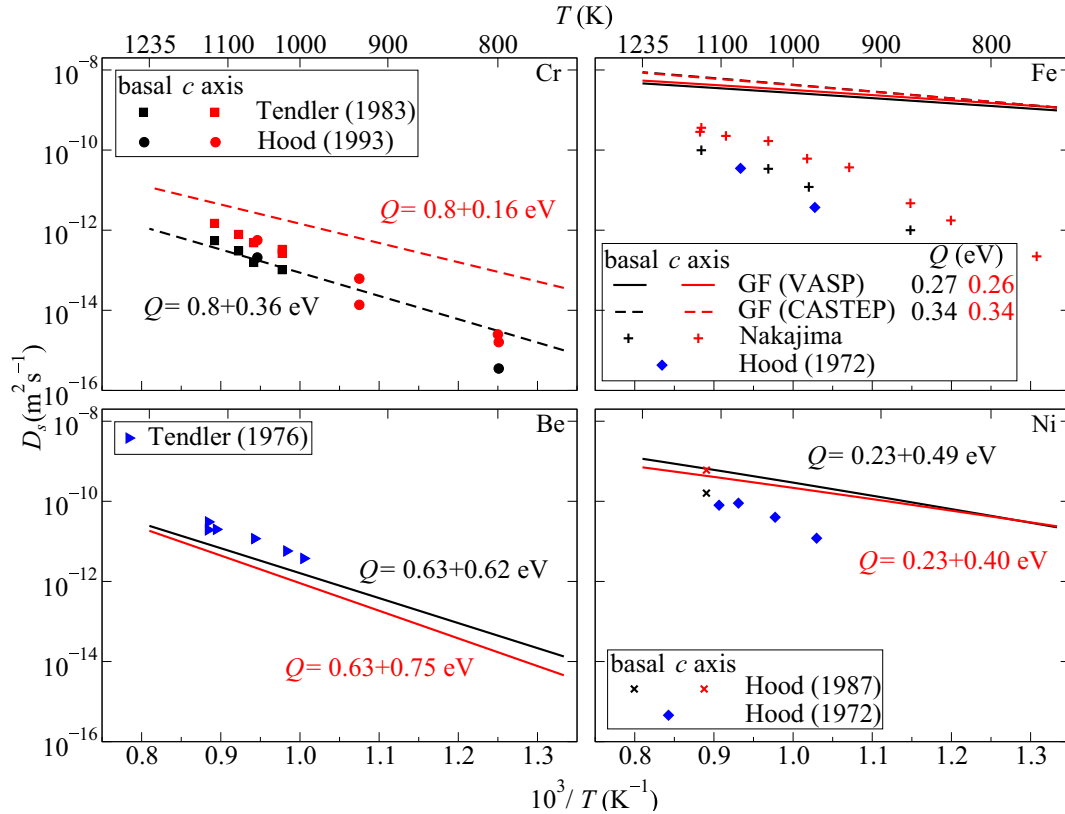 T (K)
1235 1100 1000 900 800 1235 1100 1000 900 800
10⁻⁸
Cr
Fe
basal c axis
Tendler (1983)
Hood (1993)
10⁻¹⁰
10⁻¹²
Q= 0.8+0.16 eV
10⁻¹⁴
Q= 0.8+0.36 eV
10⁻¹⁶
basal c axis Q (eV)
GF (VASP) 0.27 0.26
GF (CASTEP) 0.34 0.34
Nakajima
Hood (1972)
Dₛ(m² s⁻¹)
10⁻⁸
Tendler (1976)
Be
Ni
10⁻¹⁰
10⁻¹²
Q= 0.63+0.62 eV
10⁻¹⁴
Q= 0.63+0.75 eV
10⁻¹⁶
Q= 0.23+0.49 eV
Q= 0.23+0.40 eV
basal c axis
Hood (1987)
Hood (1972)
0.8 0.9 1.0 1.1 1.2 1.3 0.8 0.9 1.0 1.1 1.2 1.3
10³/ T (K⁻¹)